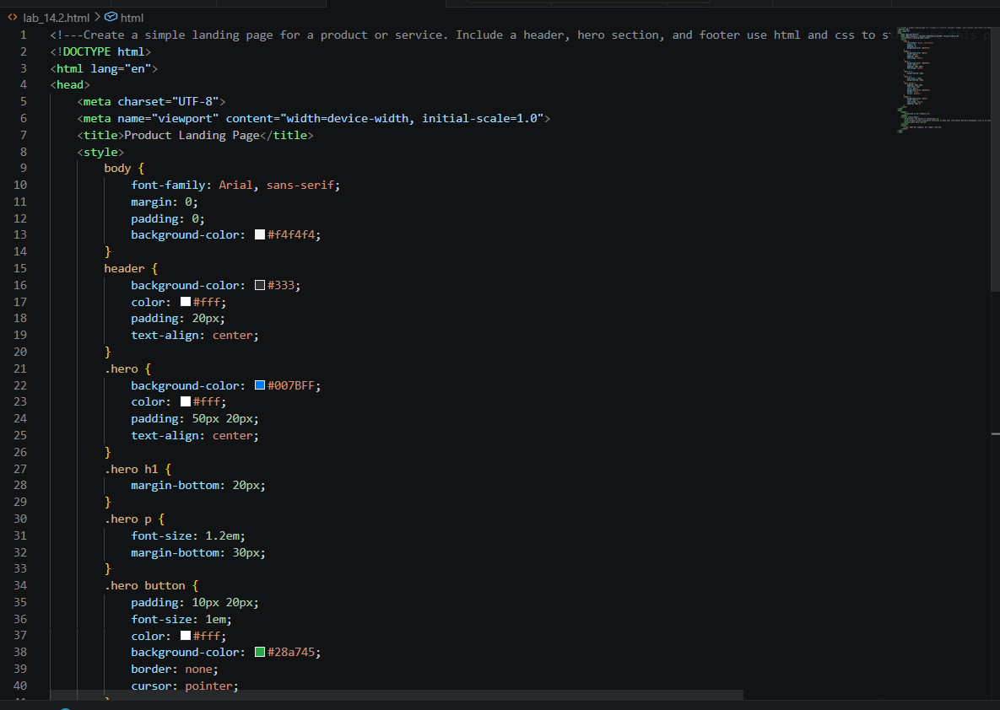 lab_14.2.html > html
1 <!---Create a simple landing page for a product or service. Include a header, hero section, and footer use html and css to
2 <!DOCTYPE html>
3 <html lang="en">
4 <head>
5     <meta charset="UTF-8">
6     <meta name="viewport" content="width=device-width, initial-scale=1.0">
7     <title>Product Landing Page</title>
8     <style>
9         body {
10             font-family: Arial, sans-serif;
11             margin: 0;
12             padding: 0;
13             background-color: #f4f4f4;
14         }
15         header {
16             background-color: #333;
17             color: #fff;
18             padding: 20px;
19             text-align: center;
20         }
21         .hero {
22             background-color: #007BFF;
23             color: #fff;
24             padding: 50px 20px;
25             text-align: center;
26         }
27         .hero h1 {
28             margin-bottom: 20px;
29         }
30         .hero p {
31             font-size: 1.2em;
32             margin-bottom: 30px;
33         }
34         .hero button {
35             padding: 10px 20px;
36             font-size: 1em;
37             color: #fff;
38             background-color: #28a745;
39             border: none;
40             cursor: pointer;